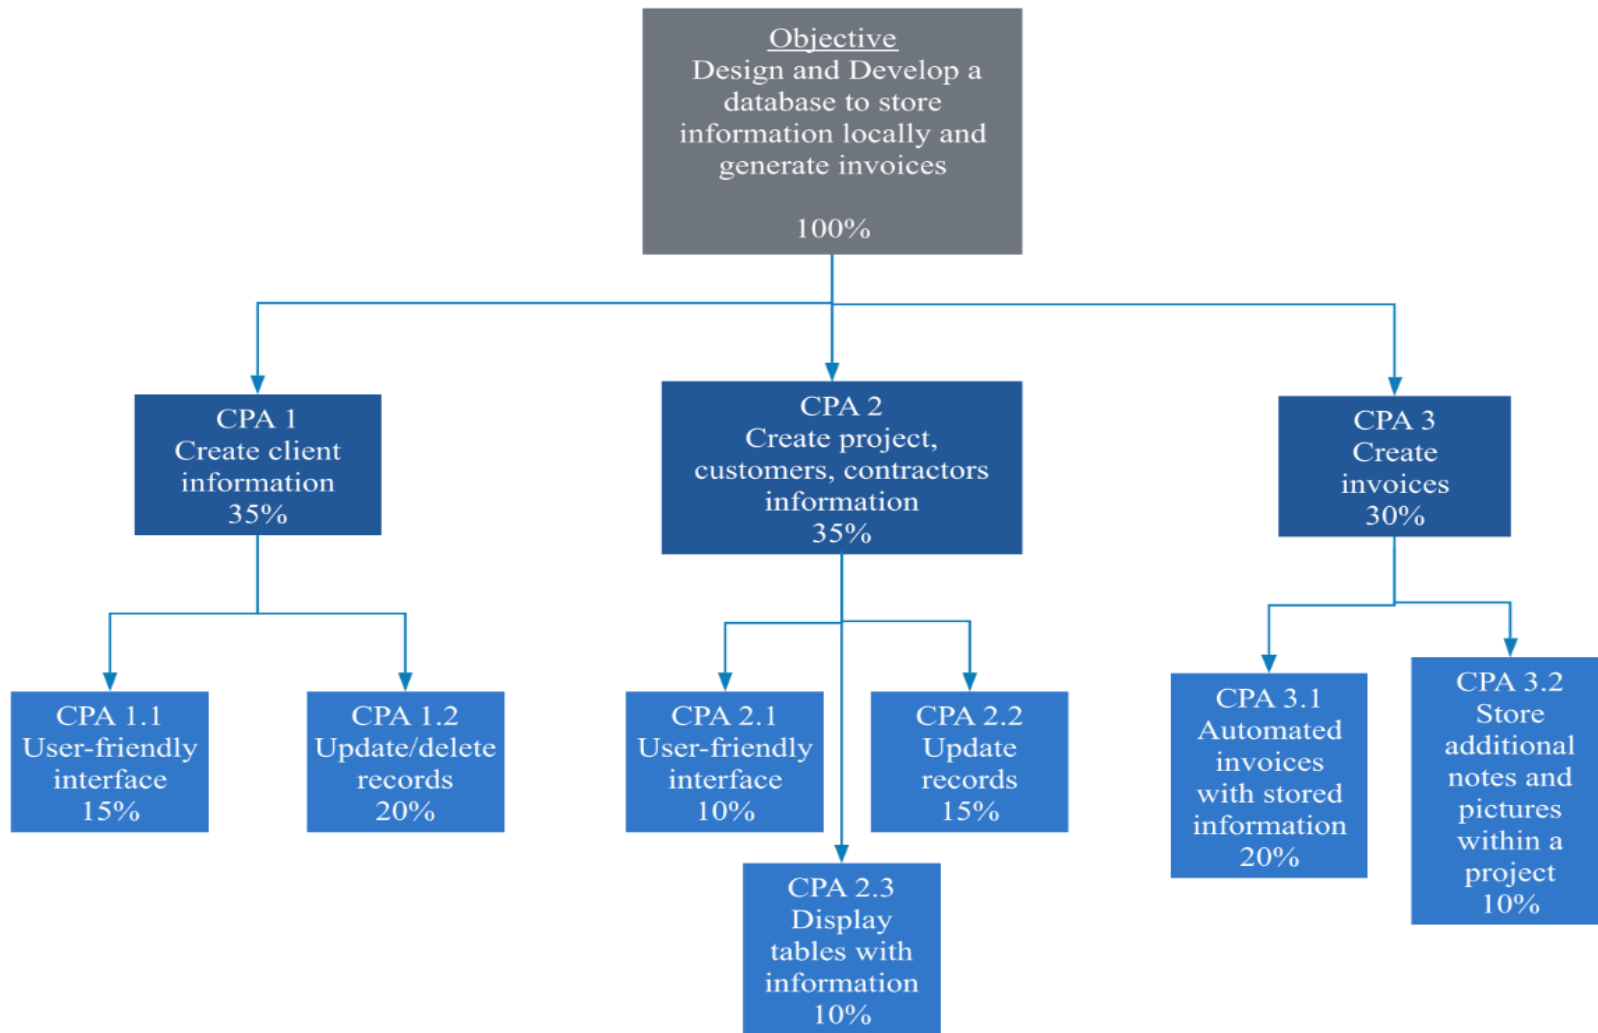 Objective
Design and Develop a
database to store
information locally and
generate invoices
100%
CPA 1
Create client
information
35%
CPA 2
Create project,
customers, contractors
information
35%
CPA 3
Create
invoices
30%
CPA 1.1
User-friendly
interface
15%
CPA 1.2
Update/delete
records
20%
CPA 2.1
User-friendly
interface
10%
CPA 2.2
Update
records
15%
CPA 2.3
Display
tables with
information
10%
CPA 3.1
Automated
invoices
with stored
information
20%
CPA 3.2
Store
additional
notes and
pictures
within a
project
10%